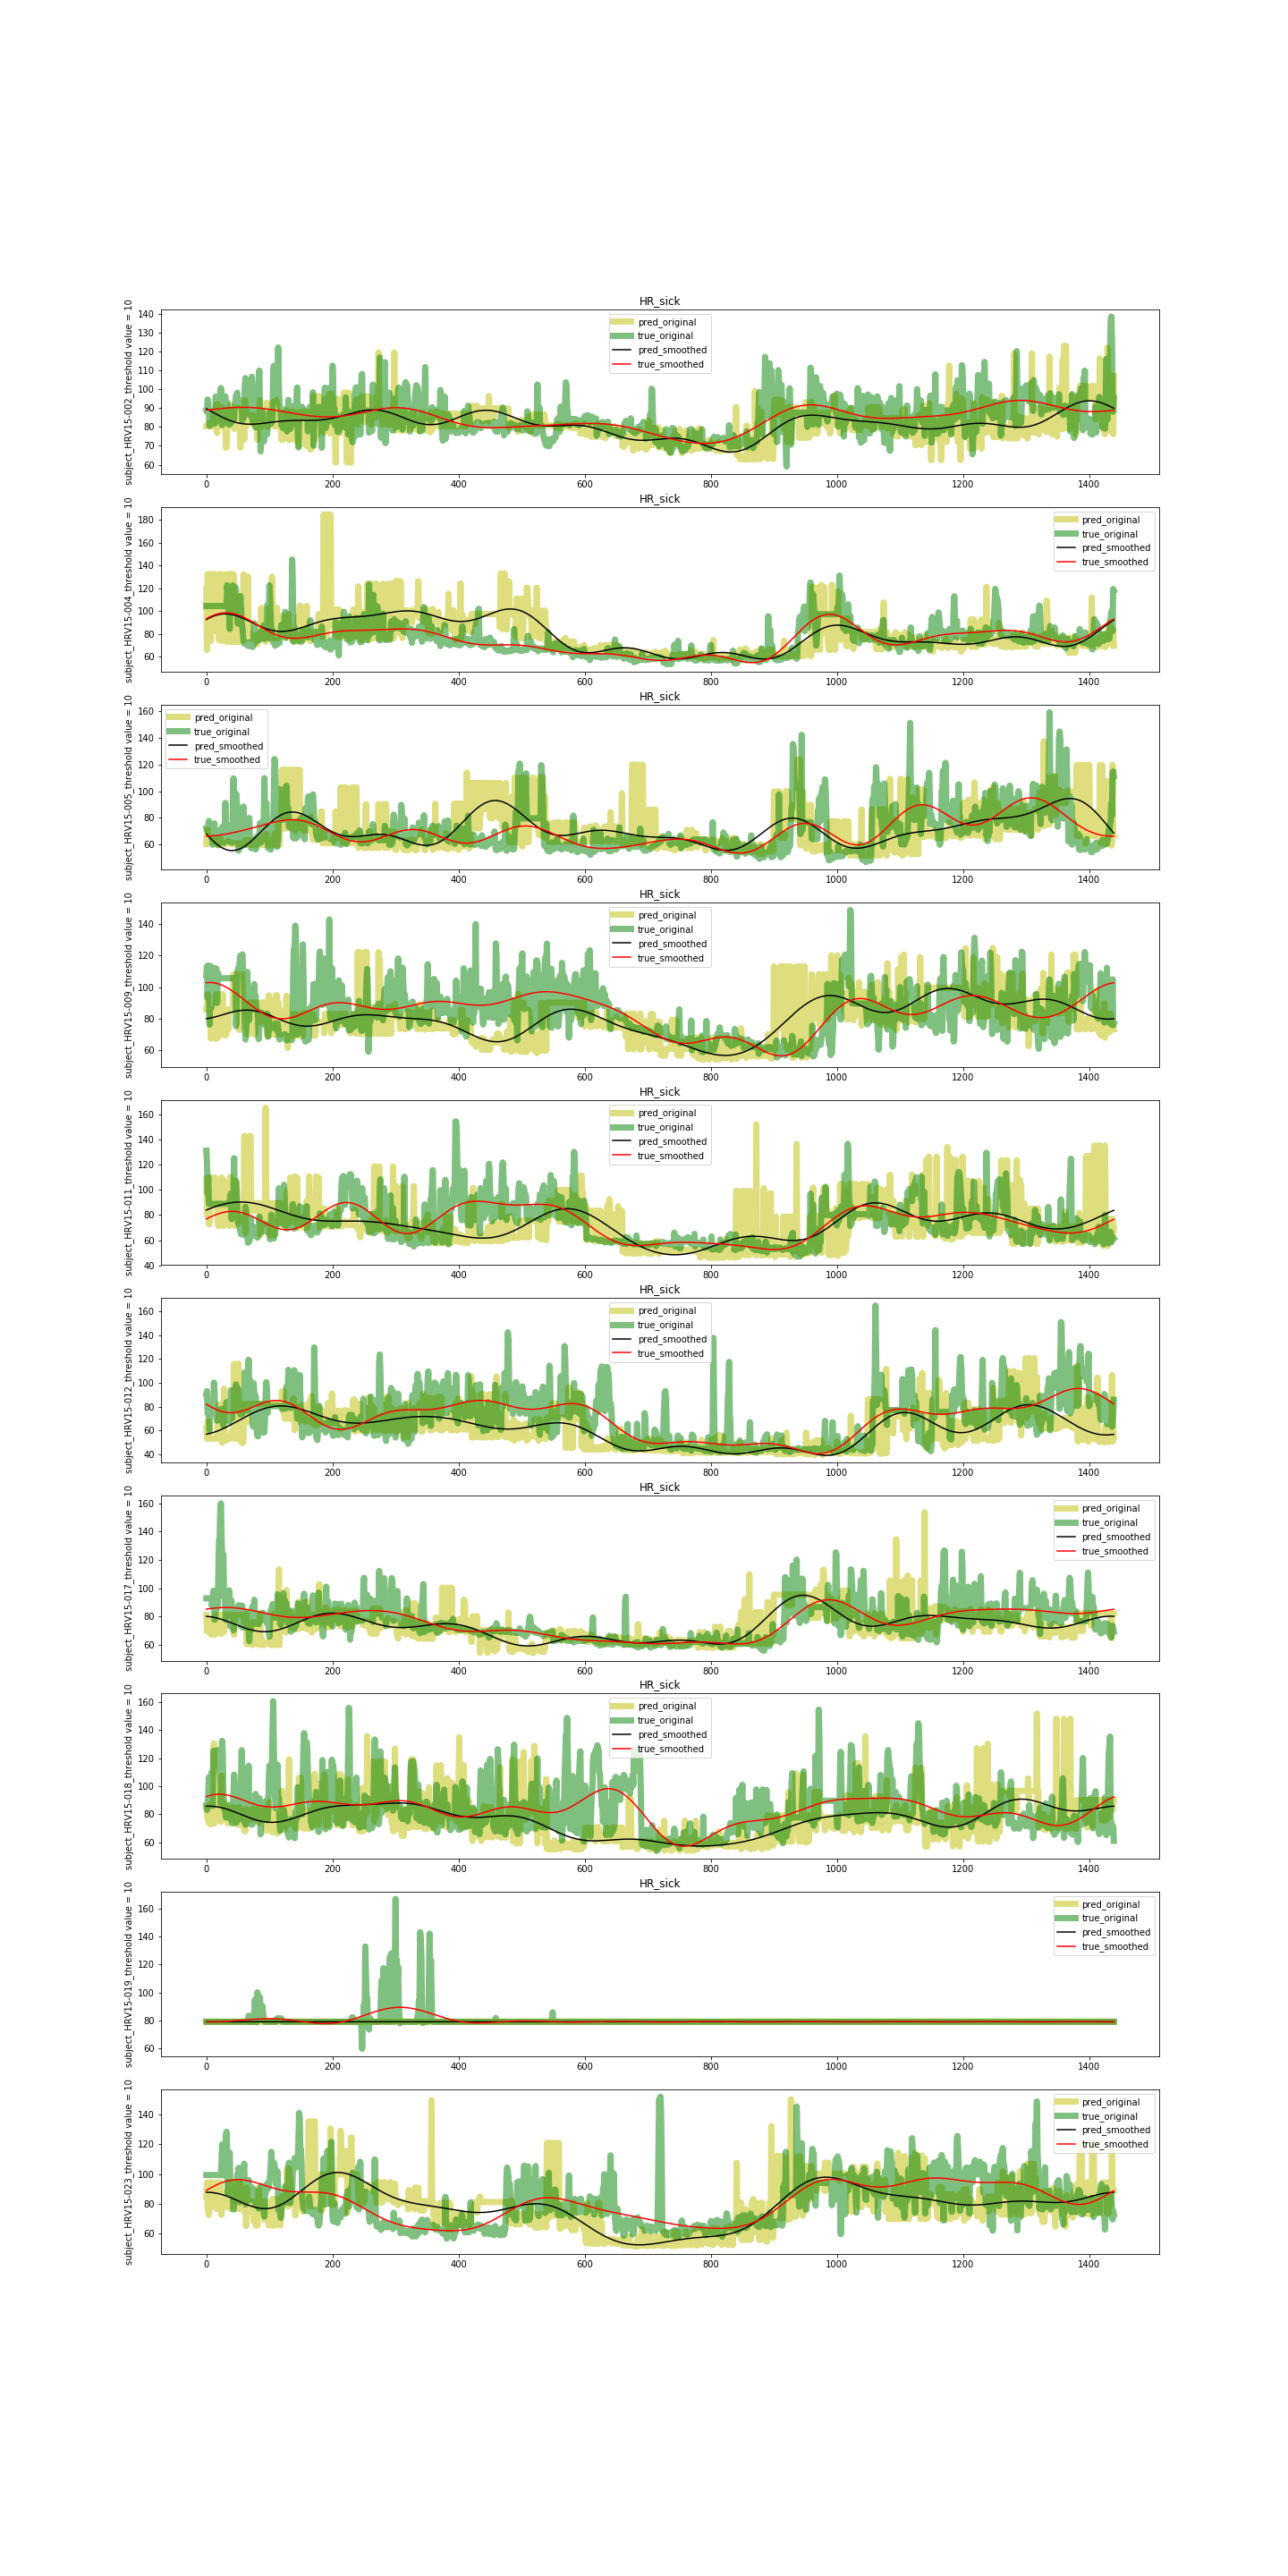 HR_sick
subject_HRV15-002_threshold value = 10
140
130
120
110
100
90
80
70
60
pred_original
true_original
pred_smoothed
true_smoothed
0 200 400 600 800 1000 1200 1400
HR_sick
subject_HRV15-004_threshold value = 10
180
160
140
120
100
80
60
pred_original
true_original
pred_smoothed
true_smoothed
0 200 400 600 800 1000 1200 1400
HR_sick
subject_HRV15-005_threshold value = 10
160
140
120
100
80
60
pred_original
true_original
pred_smoothed
true_smoothed
0 200 400 600 800 1000 1200 1400
HR_sick
subject_HRV15-009_threshold value = 10
140
120
100
80
60
pred_original
true_original
pred_smoothed
true_smoothed
0 200 400 600 800 1000 1200 1400
HR_sick
subject_HRV15-011_threshold value = 10
160
140
120
100
80
60
40
pred_original
true_original
pred_smoothed
true_smoothed
0 200 400 600 800 1000 1200 1400
HR_sick
subject_HRV15-012_threshold value = 10
160
140
120
100
80
60
40
pred_original
true_original
pred_smoothed
true_smoothed
0 200 400 600 800 1000 1200 1400
HR_sick
subject_HRV15-017_threshold value = 10
160
140
120
100
80
60
pred_original
true_original
pred_smoothed
true_smoothed
0 200 400 600 800 1000 1200 1400
HR_sick
subject_HRV15-018_threshold value = 10
160
140
120
100
80
60
pred_original
true_original
pred_smoothed
true_smoothed
0 200 400 600 800 1000 1200 1400
HR_sick
subject_HRV15-019_threshold value = 10
160
140
120
100
80
60
pred_original
true_original
pred_smoothed
true_smoothed
0 200 400 600 800 1000 1200 1400
HR_sick
subject_HRV15-023_threshold value = 10
140
120
100
80
60
pred_original
true_original
pred_smoothed
true_smoothed
0 200 400 600 800 1000 1200 1400